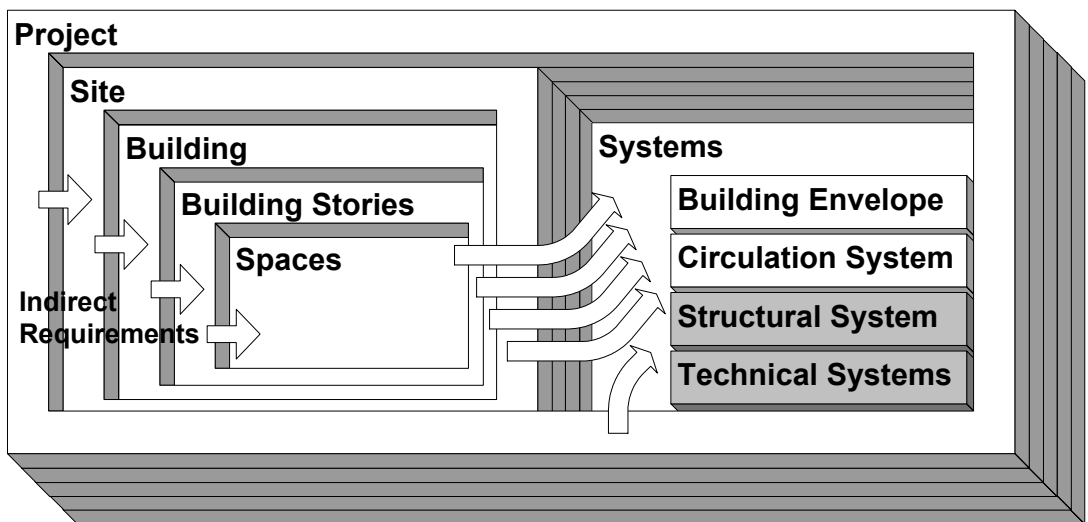 Project
Site
Building
Building Stories
Spaces
Indirect
Requirements
Systems
Building Envelope
Circulation System
Structural System
Technical Systems